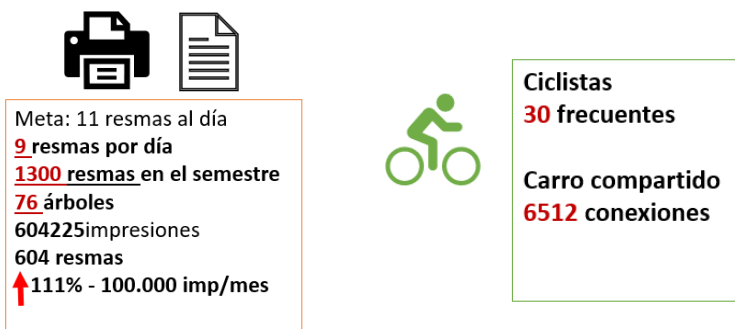 Meta: 11 resmas al día
9 resmas por día
1300 resmas en el semestre
76 árboles
604225impresiones
604 resmas
111% - 100.000 imp/mes
Ciclistas
30 frecuentes
Carro compartido
6512 conexiones